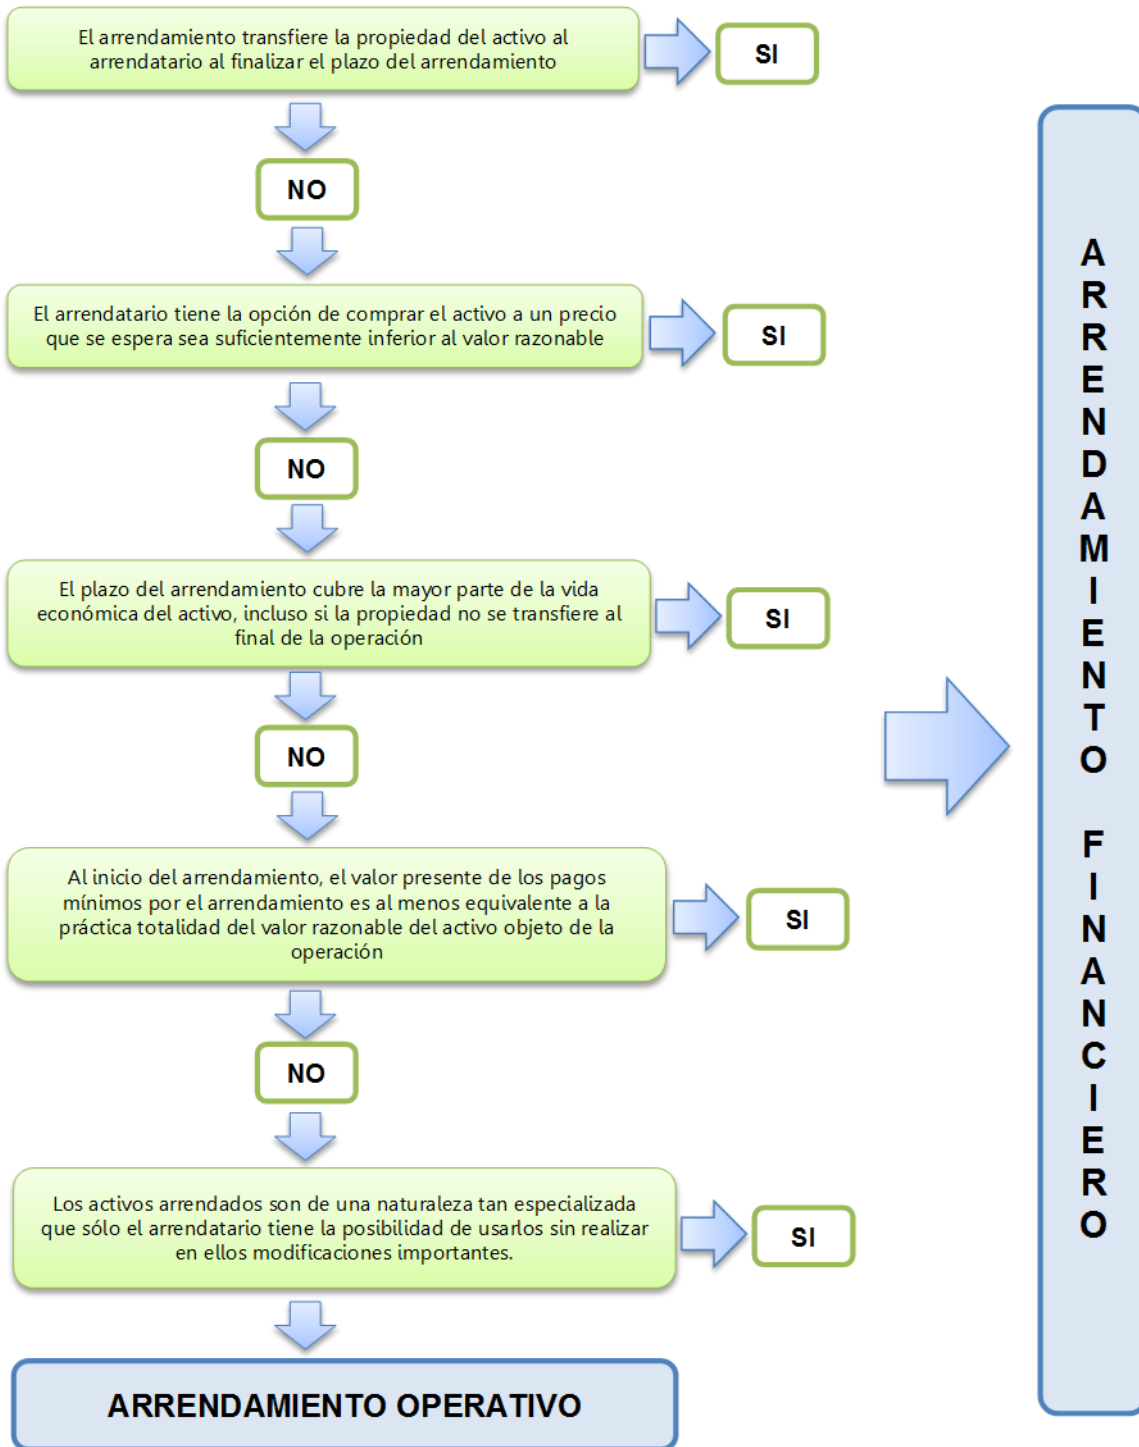 El arrendamiento transfiere la propiedad del activo al
arrendatario al finalizar el plazo del arrendamiento
SI
NO
El arrendatario tiene la opción de comprar el activo a un precio
que se espera sea suficientemente inferior al valor razonable
SI
NO
El plazo del arrendamiento cubre la mayor parte de la vida
económica del activo, incluso si la propiedad no se transfiere al
final de la operación
SI
NO
Al inicio del arrendamiento, el valor presente de los pagos
mínimos por el arrendamiento es al menos equivalente a la
práctica totalidad del valor razonable del activo objeto de la
operación
SI
NO
Los activos arrendados son de una naturaleza tan especializada
que sólo el arrendatario tiene la posibilidad de usarlos sin realizar
en ellos modificaciones importantes.
SI
ARRENDAMIENTO OPERATIVO
ARRENDAMIENTO FINANCIERO